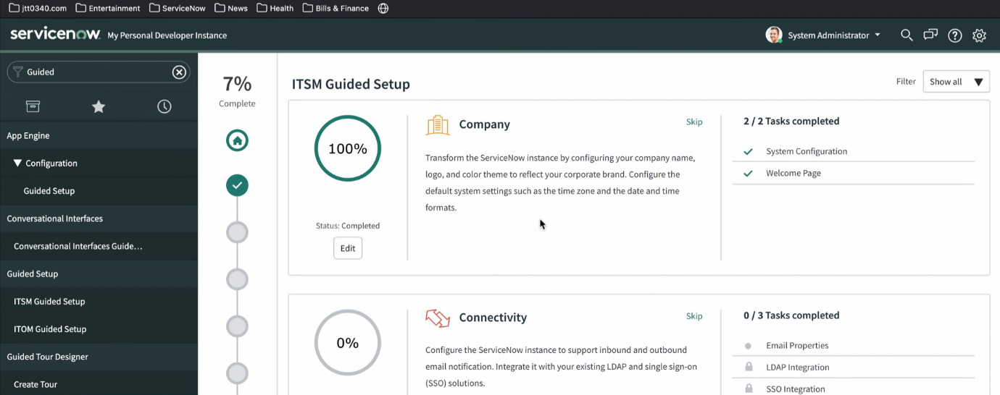 jtt0340.com Entertainment ServiceNow News Health Bills & Finance
servicenow My Personal Developer Instance System Administrator
Guided
App Engine
Configuration
Guided Setup
Conversational Interfaces
Conversational Interfaces Guide...
Guided Setup
ITSM Guided Setup
ITOM Guided Setup
Guided Tour Designer
Create Tour
7%
Complete
ITSM Guided Setup
Filter Show all
100%
Status: Completed
Edit
Company
Skip
Transform the ServiceNow instance by configuring your company name,
logo, and color theme to reflect your corporate brand. Configure the
default system settings such as the time zone and the date and time
formats.
2 / 2 Tasks completed
System Configuration
Welcome Page
0%
Connectivity
Skip
Configure the ServiceNow instance to support inbound and outbound
email notification. Integrate it with your existing LDAP and single sign-on
(SSO) solutions.
0 / 3 Tasks completed
Email Properties
LDAP Integration
SSO Integration